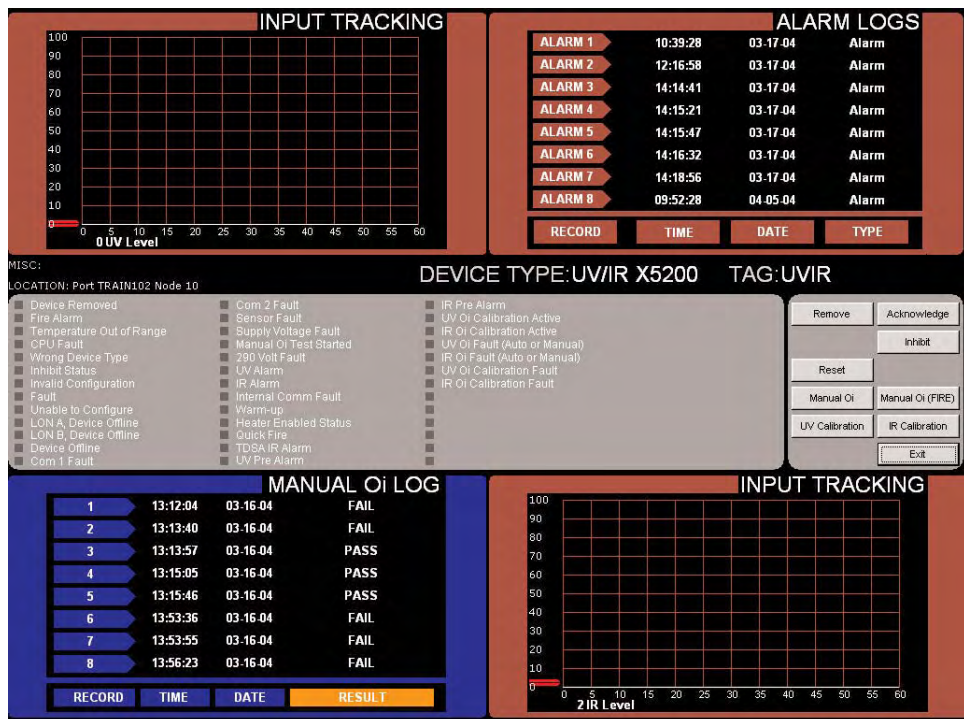 INPUT TRACKING
100
90
80
70
60
50
40
30
20
10
0
0 5 10 15 20 25 30 35 40 45 50 55 60
0 UV Level
ALARM LOGS
ALARM 1 10:39:28 03-17-04 Alarm
ALARM 2 12:16:58 03-17-04 Alarm
ALARM 3 14:14:41 03-17-04 Alarm
ALARM 4 14:15:21 03-17-04 Alarm
ALARM 5 14:15:47 03-17-04 Alarm
ALARM 6 14:16:32 03-17-04 Alarm
ALARM 7 14:18:56 03-17-04 Alarm
ALARM 8 09:52:28 04-05-04 Alarm
RECORD TIME DATE TYPE
MISC:
LOCATION: Port TRAIN102 Node 10
DEVICE TYPE:UV/IR X5200 TAG:UVIR
Device Removed
Fire Alarm
Temperature Out of Range
CPU Fault
Wrong Device Type
Inhibit Status
Invalid Configuration
Fault
Unable to Configure
LON A, Device Offline
LON B, Device Offline
Device Offline
Com 1 Fault
Com 2 Fault
Sensor Fault
Supply Voltage Fault
Manual Oi Test Started
290 Volt Fault
UV Alarm
IR Alarm
Internal Comm Fault
Warm-up
Heater Enabled Status
Quick Fire
TDSA IR Alarm
UV Pre Alarm
IR Pre Alarm
UV Oi Calibration Active
IR Oi Calibration Active
UV Oi Fault (Auto or Manual)
IR Oi Fault (Auto or Manual)
UV Oi Calibration Fault
IR Oi Calibration Fault
Remove Acknowledge
Inhibit
Reset
Manual Oi Manual Oi (FIRE)
UV Calibration IR Calibration
Exit
MANUAL Oi LOG
1 13:12:04 03-16-04 FAIL
2 13:13:40 03-16-04 FAIL
3 13:13:57 03-16-04 PASS
4 13:15:05 03-16-04 PASS
5 13:15:46 03-16-04 PASS
6 13:53:36 03-16-04 FAIL
7 13:53:55 03-16-04 FAIL
8 13:56:23 03-16-04 FAIL
RECORD TIME DATE RESULT
INPUT TRACKING
100
90
80
70
60
50
40
30
20
10
0
0 5 10 15 20 25 30 35 40 45 50 55 60
2 IR Level